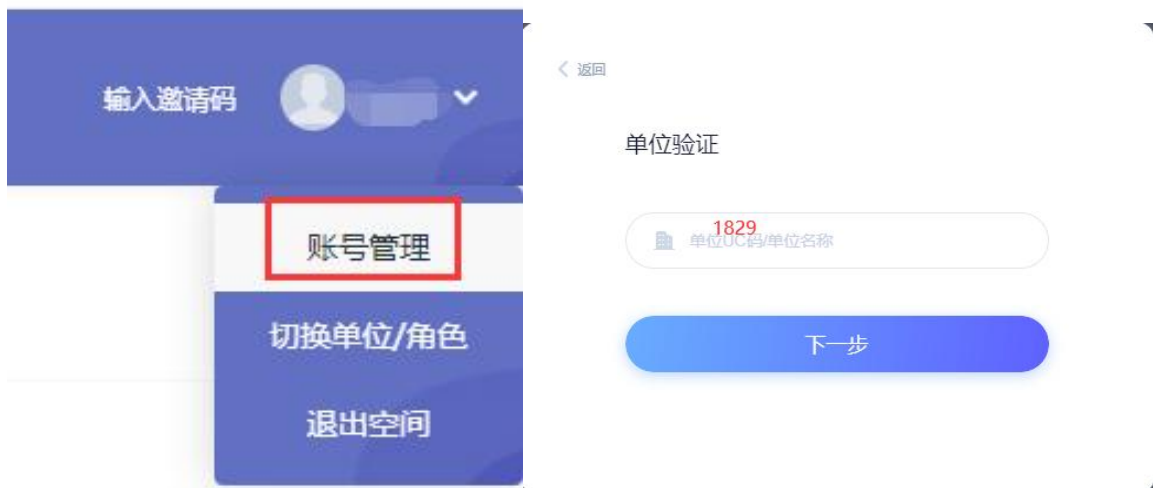 输入邀请码
账号管理
切换单位/角色
退出空间
返回
单位验证
1829
单位UC码/单位名称
下一步